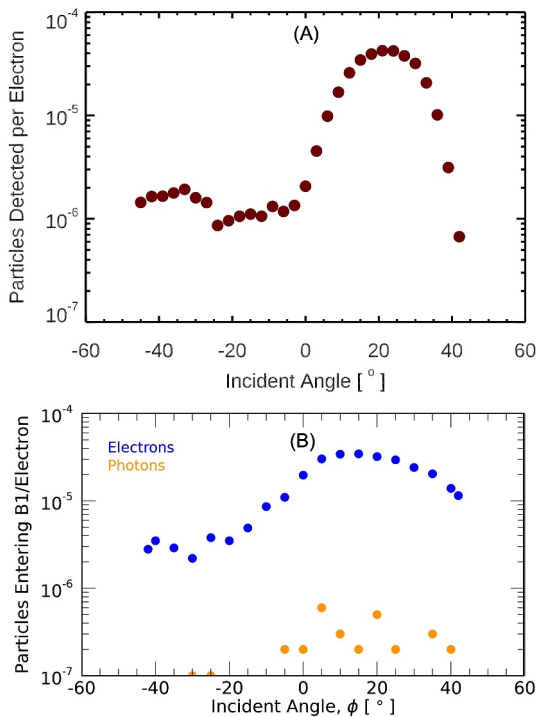 (A)
Particles Detected per Electron
10^-4
10^-5
10^-6
10^-7
-40 -20 0 20 40 60
Incident Angle [ ° ]
(B)
Electrons
Photons
Particles Entering B1/Electron
10^-4
10^-5
10^-6
10^-7
-60 -40 -20 0 20 40 60
Incident Angle, ϕ [ ° ]